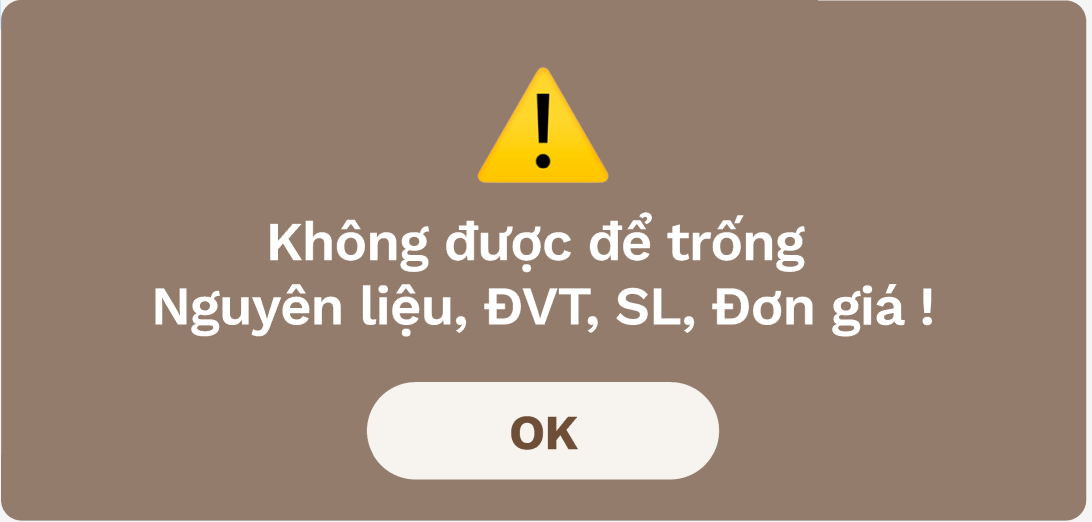 Không được để trống
Nguyên liệu, ĐVT, SL, Đơn giá !
OK